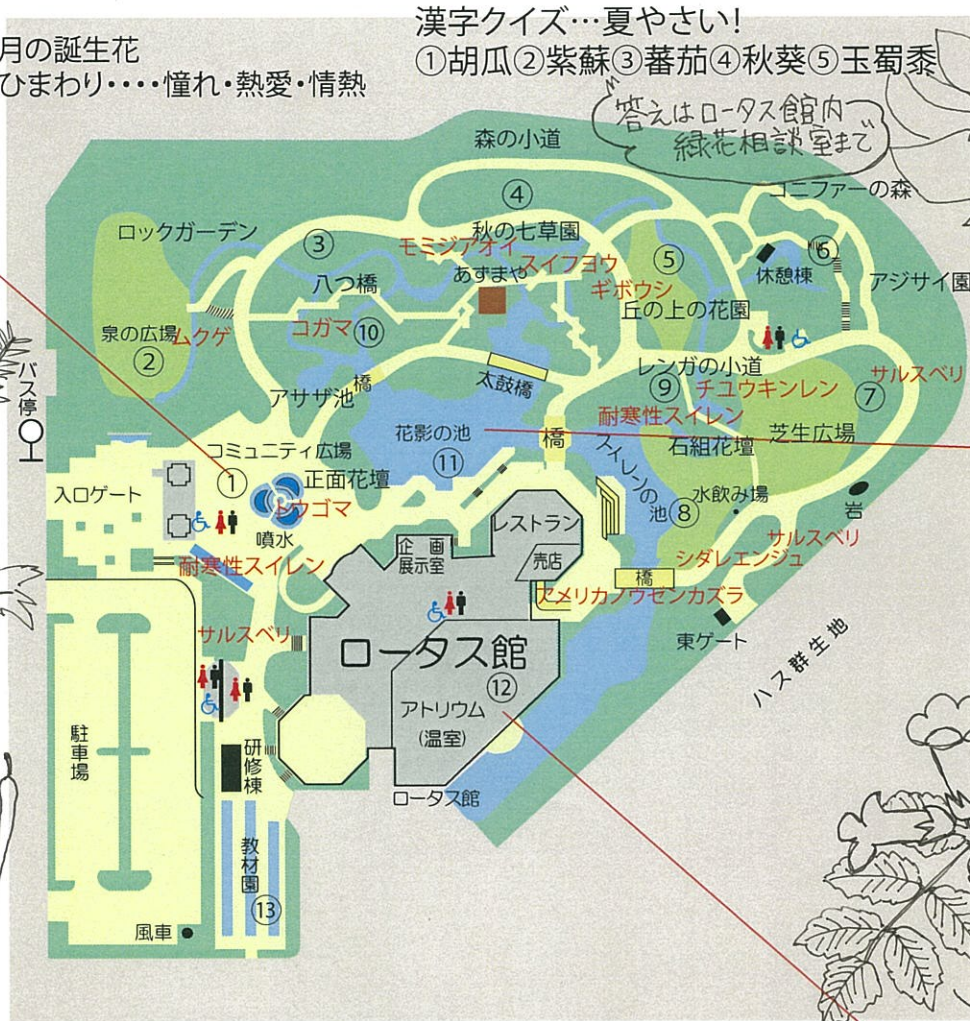 漢字クイズ…夏やさい！
①胡瓜②紫蘇③蕃茄④秋葵⑤玉蜀黍
答えはロータス館内
緑花相談室まで
月の誕生花
ひまわり・・・・憧れ・熱愛・情熱
森の小道
コニファーの森
④
ロックガーデン
③
秋の七草園
モミジアオイ
あずまや
スイフヨウ
⑤
⑥
休憩棟
アジサイ園
八つ橋
ギボウシ
丘の上の花園
泉の広場
②
ムクゲ
コガマ
⑩
バス停
アサザ池
橋
太鼓橋
レンガの小道
⑨
チユウキンレン
サルスベリ
⑦
耐寒性スイレン
コミュニティ広場
花影の池
⑪
橋
石組花壇
芝生広場
スイレンの池
⑧
水飲み場
岩
入口ゲート
①
正面花壇
トウゴマ
噴水
レストラン
売店
企画
展示室
サルスベリ
シダレエンジュ
耐寒性スイレン
橋
アメリカノウゼンカズラ
東ゲート
ハス群生地
サルスベリ
ロータス館
⑫
アトリウム
(温室)
駐車場
研修棟
ロータス館
教材園
⑬
風車